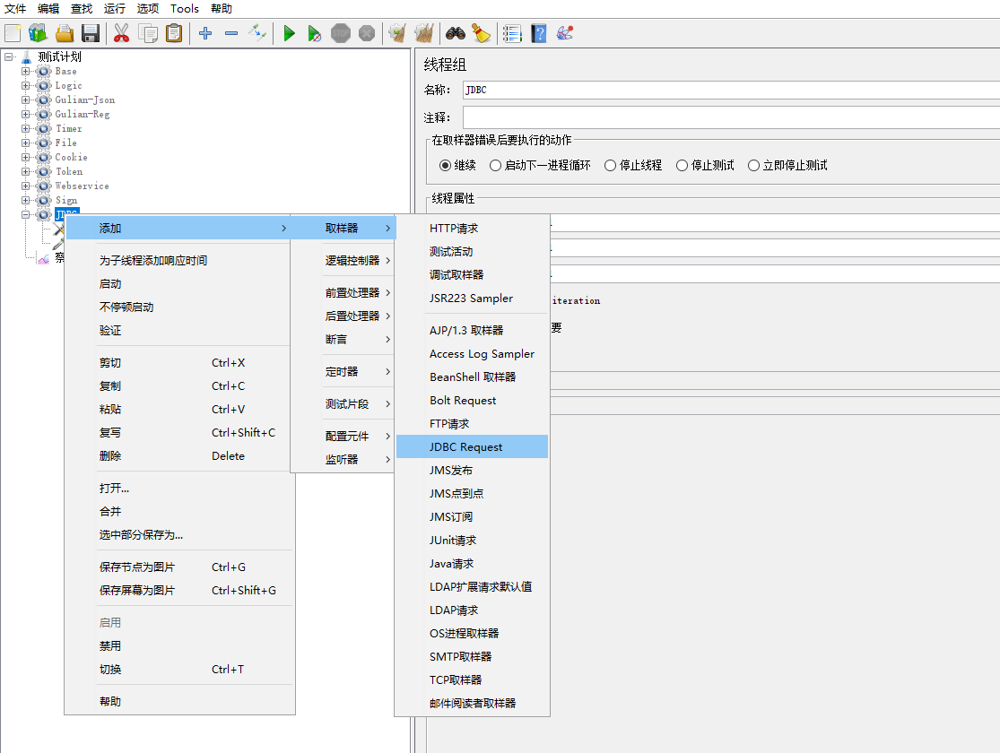 文件 编辑 查找 运行 选项 Tools 帮助
STOP
测试计划
Base
Logic
Gulian-Json
Gulian-Reg
Timer
File
Cookie
Token
Webservice
Sign
JDBC
察
线程组
名称： JDBC
注释：
在取样器错误后要执行的动作
继续 启动下一进程循环 停止线程 停止测试 立即停止测试
线程属性
iteration
要
添加
为子线程添加响应时间
启动
不停顿启动
验证
剪切 Ctrl+X
复制 Ctrl+C
粘贴 Ctrl+V
复写 Ctrl+Shift+C
删除 Delete
打开...
合并
选中部分保存为...
保存节点为图片 Ctrl+G
保存屏幕为图片 Ctrl+Shift+G
启用
禁用
切换 Ctrl+T
帮助
取样器
逻辑控制器
前置处理器
后置处理器
断言
定时器
测试片段
配置元件
监听器
HTTP请求
测试活动
调试取样器
JSR223 Sampler
AJP/1.3 取样器
Access Log Sampler
BeanShell 取样器
Bolt Request
FTP请求
JDBC Request
JMS发布
JMS点到点
JMS订阅
JUnit请求
Java请求
LDAP扩展请求默认值
LDAP请求
OS进程取样器
SMTP取样器
TCP取样器
邮件阅读者取样器